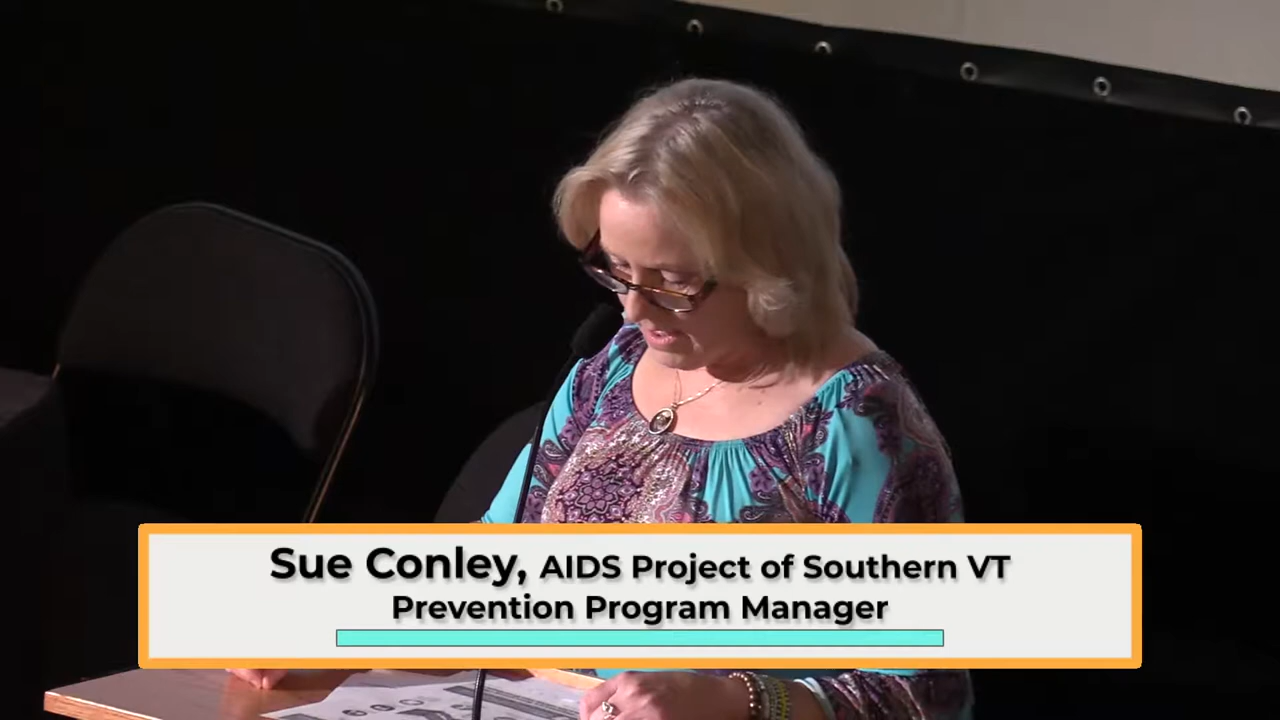 Sue Conley, AIDS Project of Southern VT
Prevention Program Manager